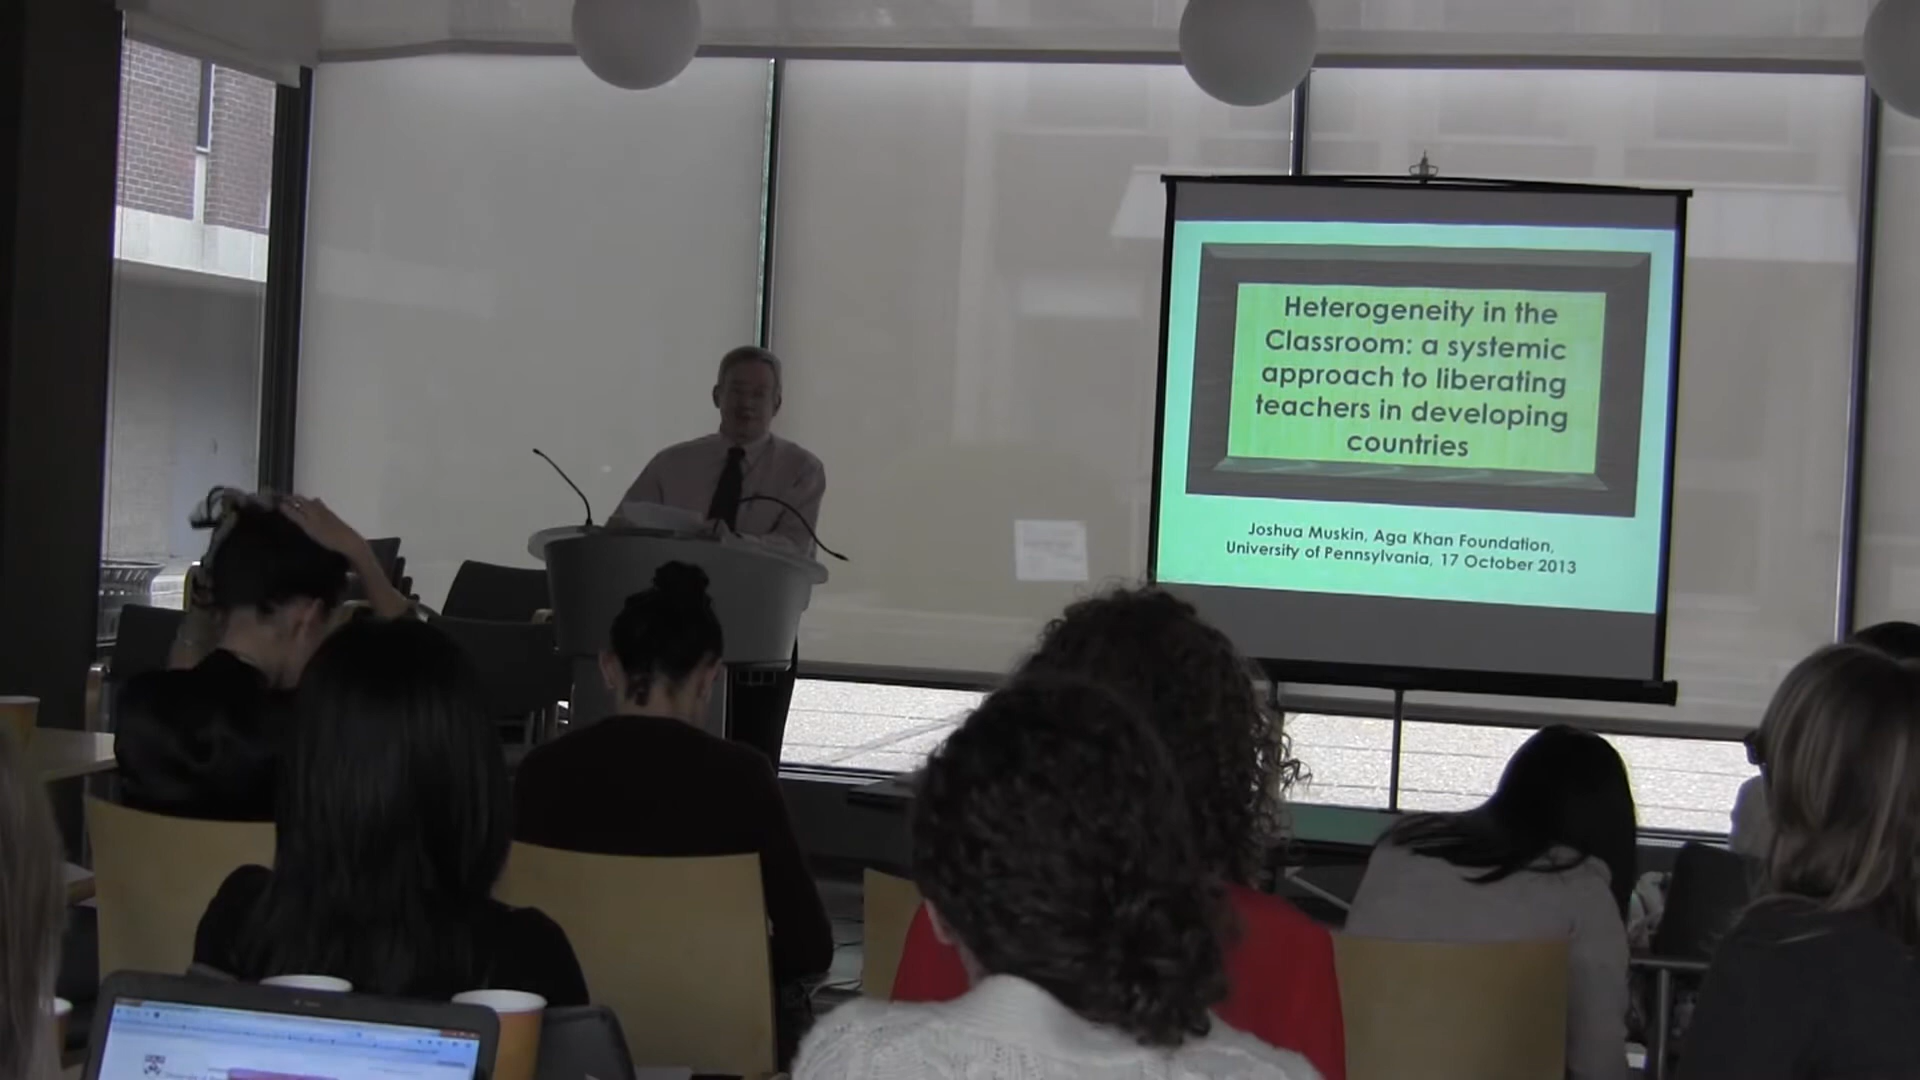 Heterogeneity in the
Classroom: a systemic
approach to liberating
teachers in developing
countries
Joshua Muskin, Aga Khan Foundation,
University of Pennsylvania, 17 October 2013